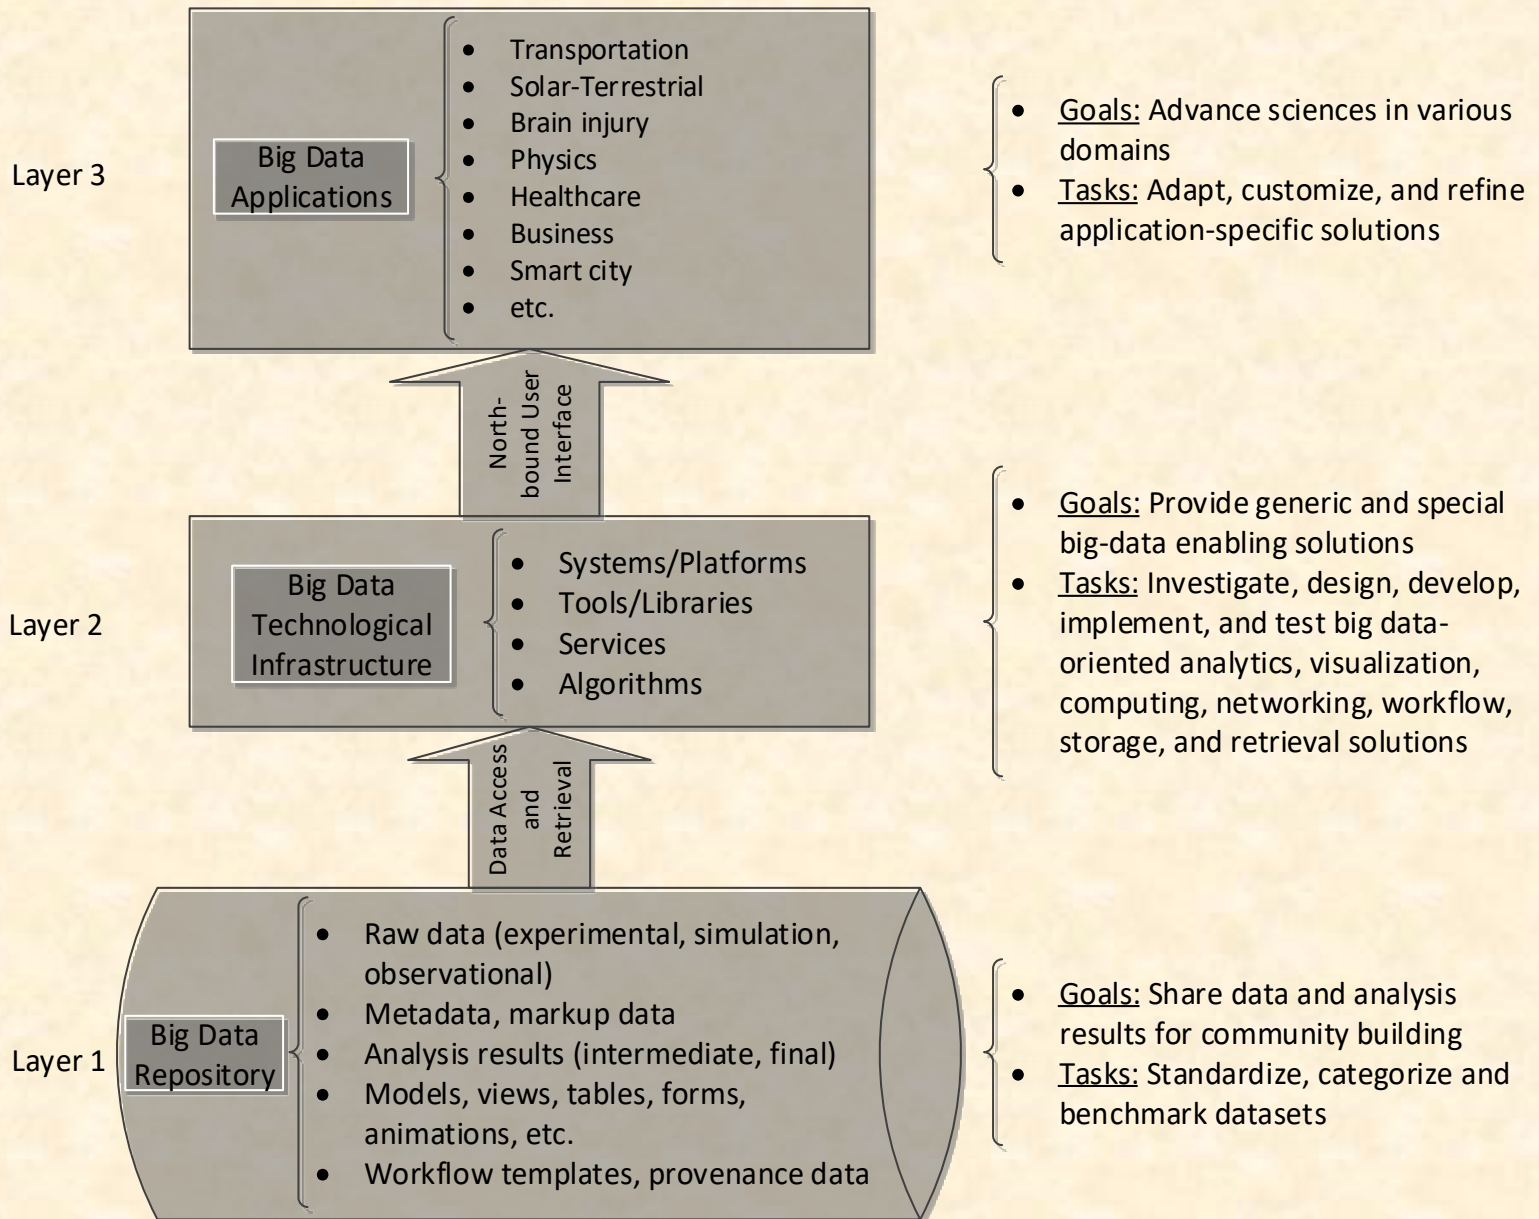 Layer 3
Big Data
Applications
• Transportation
• Solar-Terrestrial
• Brain injury
• Physics
• Healthcare
• Business
• Smart city
• etc.
• Goals: Advance sciences in various
domains
• Tasks: Adapt, customize, and refine
application-specific solutions
North-
bound User
Interface
Layer 2
Big Data
Technological
Infrastructure
• Systems/Platforms
• Tools/Libraries
• Services
• Algorithms
• Goals: Provide generic and special
big-data enabling solutions
• Tasks: Investigate, design, develop,
implement, and test big data-
oriented analytics, visualization,
computing, networking, workflow,
storage, and retrieval solutions
Data Access
and
Retrieval
Layer 1
Big Data
Repository
• Raw data (experimental, simulation,
observational)
• Metadata, markup data
• Analysis results (intermediate, final)
• Models, views, tables, forms,
animations, etc.
• Workflow templates, provenance data
• Goals: Share data and analysis
results for community building
• Tasks: Standardize, categorize and
benchmark datasets